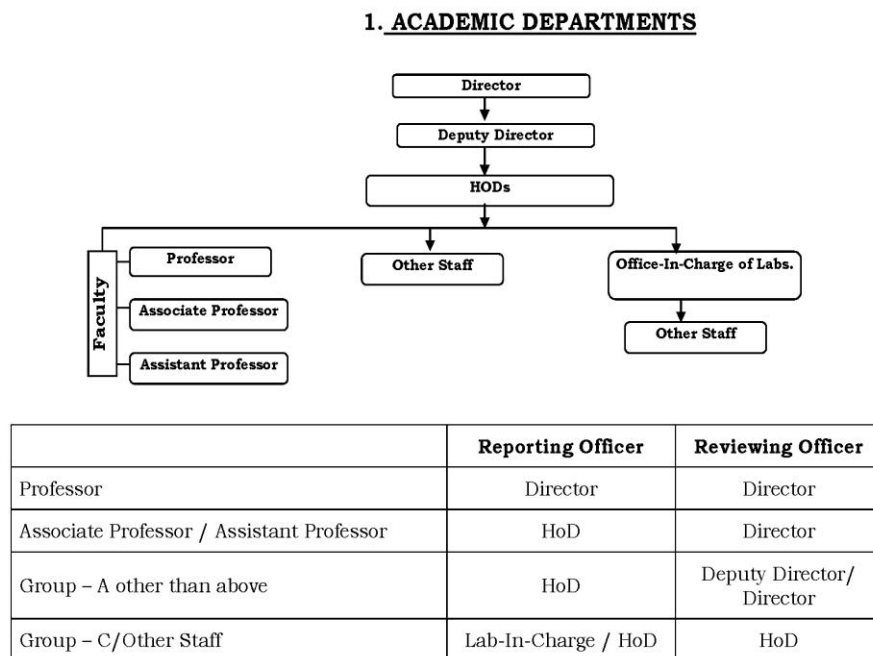 1. ACADEMIC DEPARTMENTS
Director
Deputy Director
HODs
Faculty
Professor
Associate Professor
Assistant Professor
Other Staff
Office-In-Charge of Labs.
Other Staff
Reporting Officer Reviewing Officer
Professor Director Director
Associate Professor / Assistant Professor HoD Director
Group – A other than above HoD Deputy Director/
Director
Group – C/Other Staff Lab-In-Charge / HoD HoD